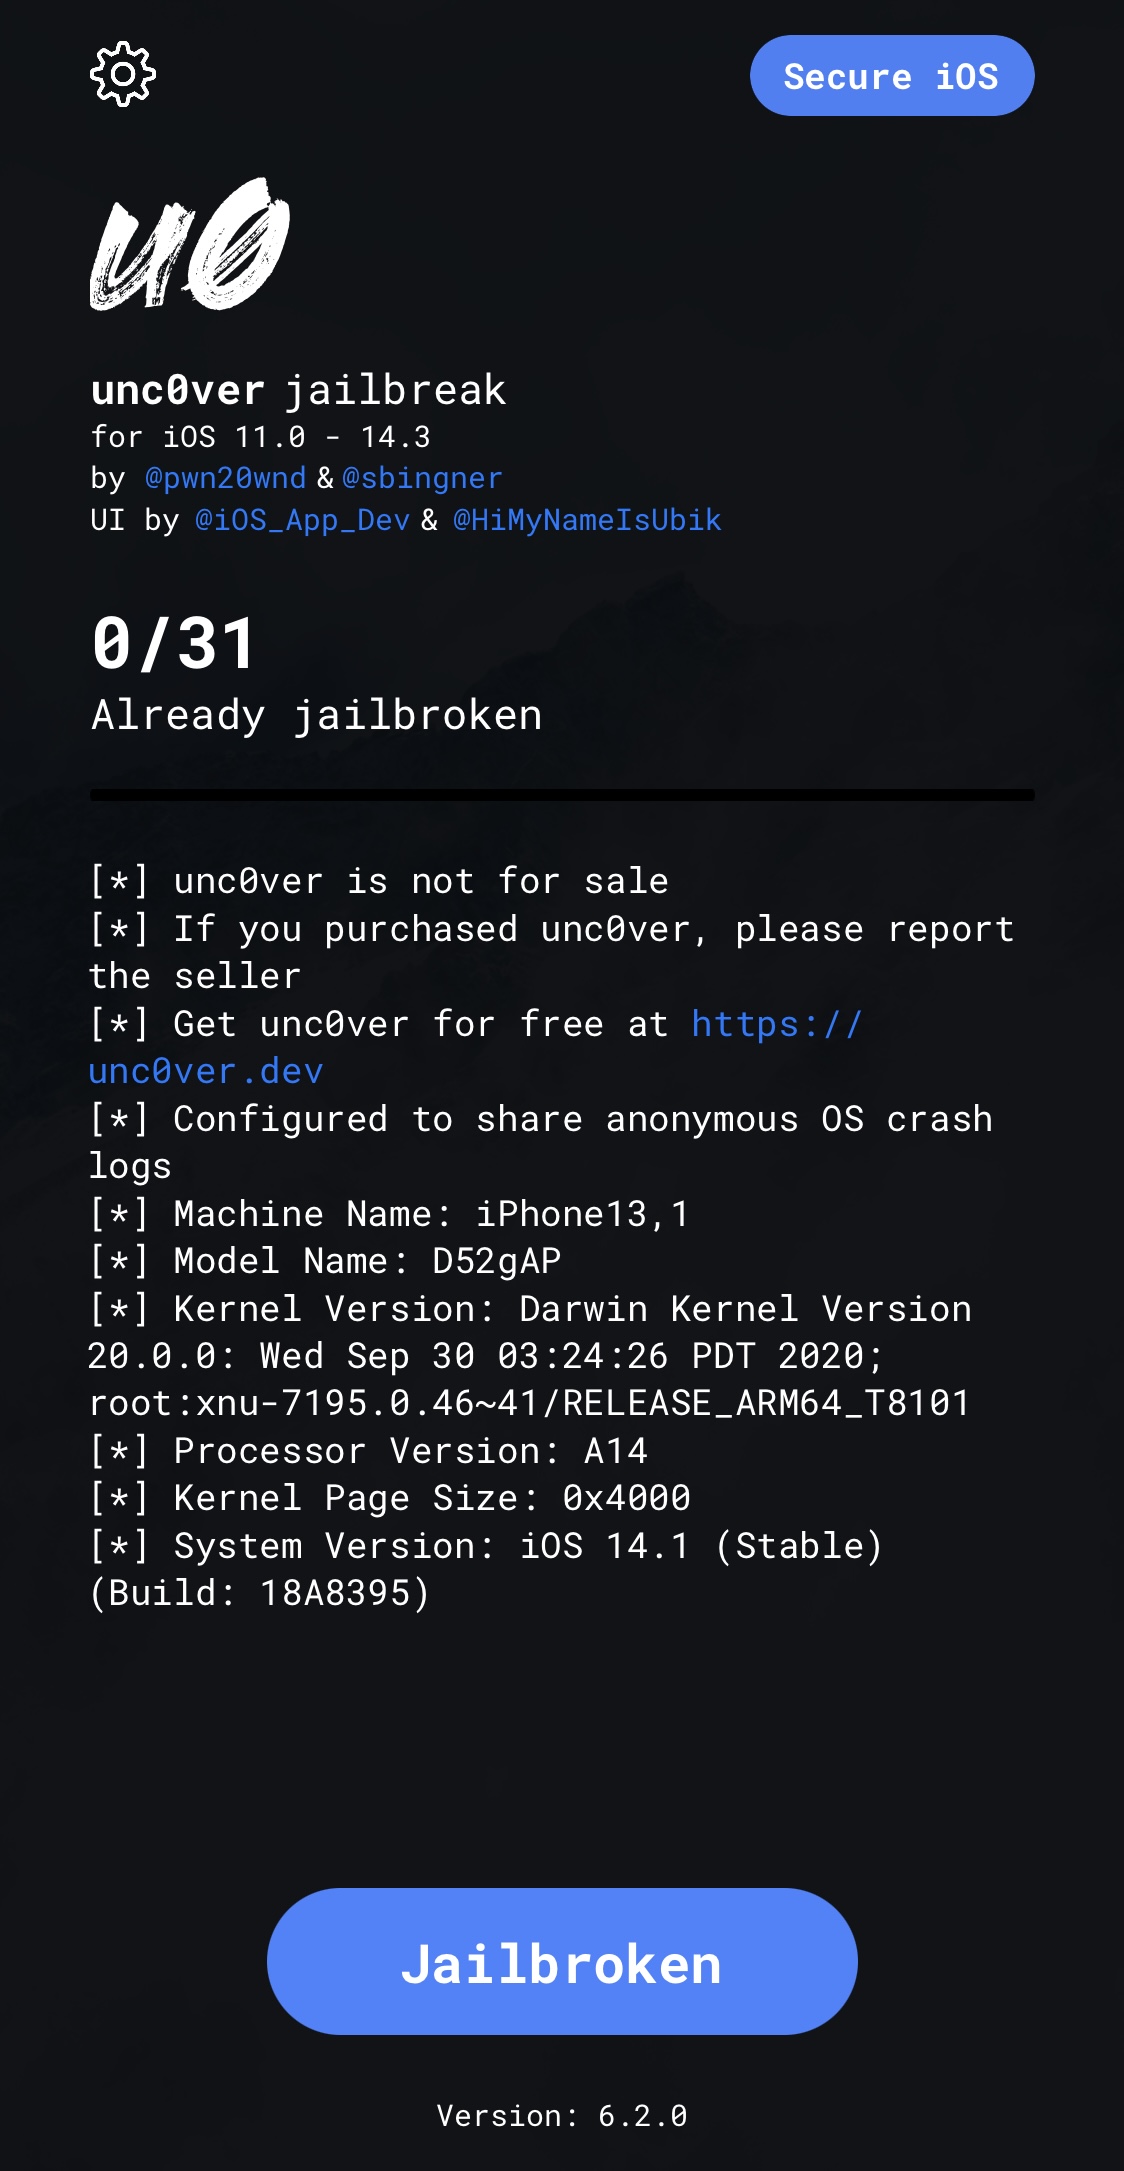 Secure iOS
u0
unc0ver jailbreak
for iOS 11.0 - 14.3
by @pwn20wnd & @sbingner
UI by @iOS_App_Dev & @HiMyNameIsUbik
0/31
Already jailbroken
[*] unc0ver is not for sale
[*] If you purchased unc0ver, please report
the seller
[*] Get unc0ver for free at https://
unc0ver.dev
[*] Configured to share anonymous OS crash
logs
[*] Machine Name: iPhone13,1
[*] Model Name: D52gAP
[*] Kernel Version: Darwin Kernel Version
20.0.0: Wed Sep 30 03:24:26 PDT 2020;
root:xnu-7195.0.46~41/RELEASE_ARM64_T8101
[*] Processor Version: A14
[*] Kernel Page Size: 0x4000
[*] System Version: iOS 14.1 (Stable)
(Build: 18A8395)
Jailbroken
Version: 6.2.0